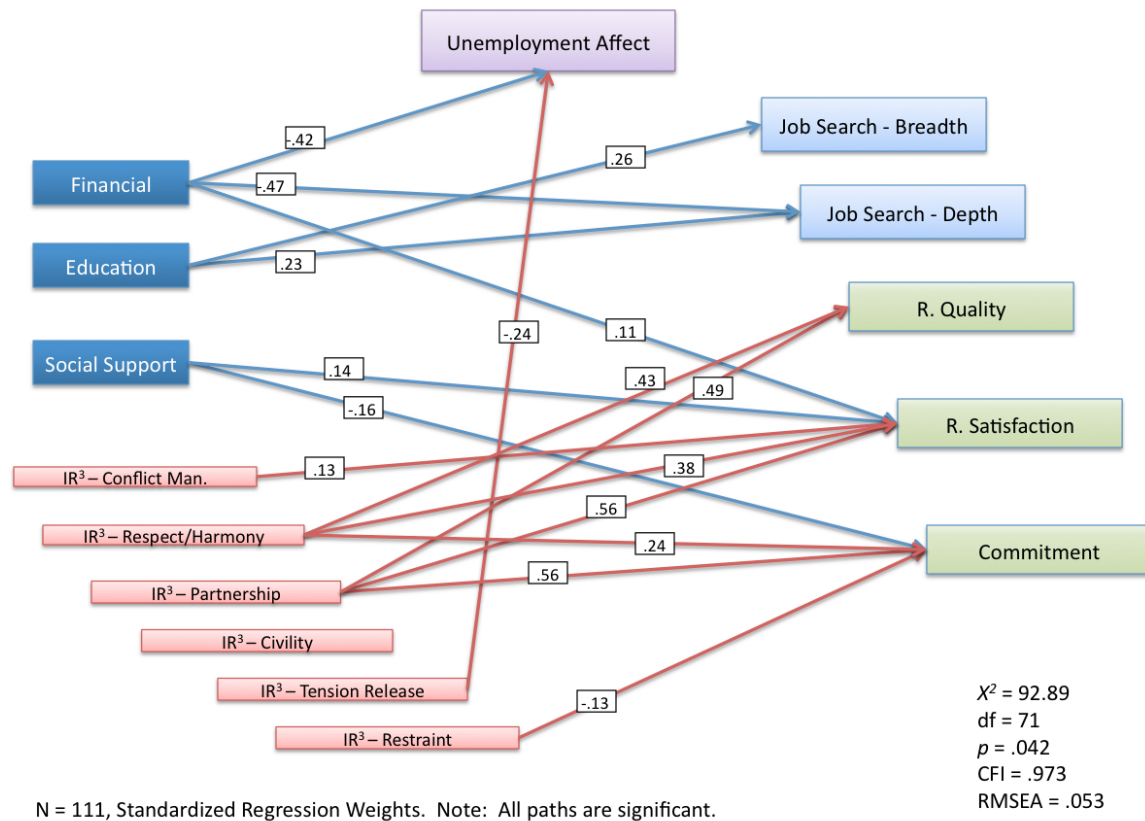 Unemployment Affect
Job Search - Breadth
-.42
.26
Financial
-.47
Job Search - Depth
Education
.23
R. Quality
-.24
.11
Social Support
.14
.43
.49
-.16
R. Satisfaction
.13
.38
IR³ – Conflict Man.
.56
IR³ – Respect/Harmony
.24
Commitment
.56
IR³ – Partnership
IR³ – Civility
IR³ – Tension Release
-.13
IR³ – Restraint
X² = 92.89
df = 71
p = .042
CFI = .973
RMSEA = .053
N = 111, Standardized Regression Weights.  Note:  All paths are significant.